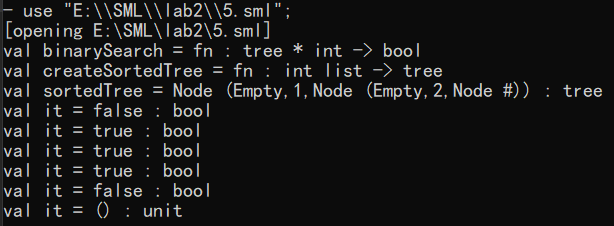 - use "E:\\SML\\lab2\\5.sml";
[opening E:\SML\lab2\5.sml]
val binarySearch = fn : tree * int -> bool
val createSortedTree = fn : int list -> tree
val sortedTree = Node (Empty,1,Node (Empty,2,Node #)) : tree
val it = false : bool
val it = true : bool
val it = true : bool
val it = true : bool
val it = false : bool
val it = () : unit